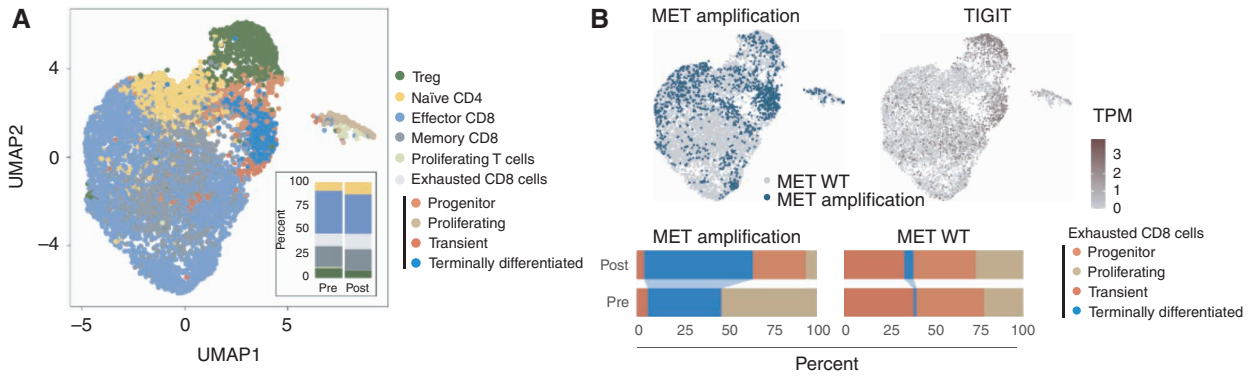 A
UMAP2
4
0
−4
−5
0
5
UMAP1
Treg
Naïve CD4
Effector CD8
Memory CD8
Proliferating T cells
Exhausted CD8 cells
Progenitor
Proliferating
Transient
Terminally differentiated
Percent
100
75
50
25
0
Pre Post
B
MET amplification
TIGIT
MET WT
MET amplification
TPM
3
2
1
0
MET amplification
MET WT
Post
Pre
0 25 50 75 100
0 25 50 75 100
Percent
Exhausted CD8 cells
Progenitor
Proliferating
Transient
Terminally differentiated